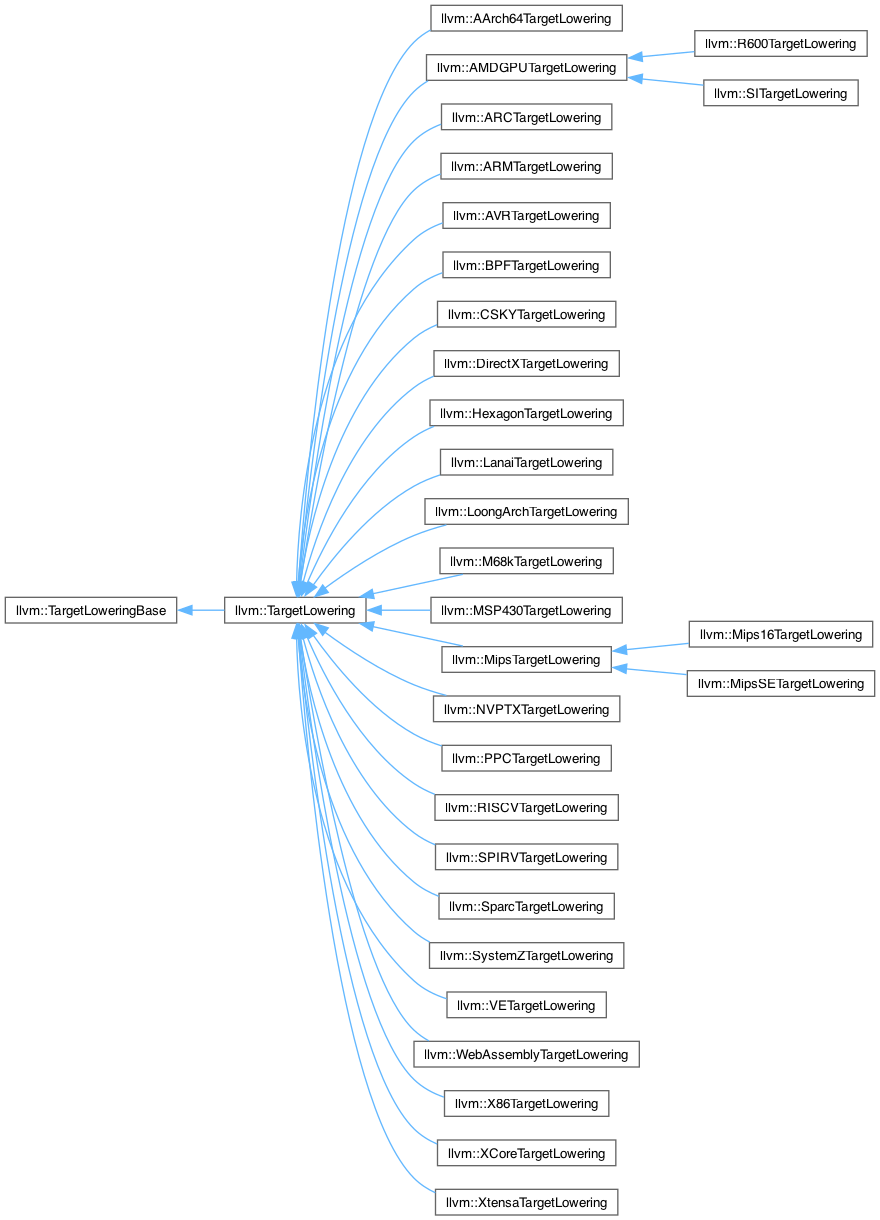 llvm::AArch64TargetLowering
llvm::R600TargetLowering
llvm::AMDGPUTargetLowering
llvm::SITargetLowering
llvm::ARCTargetLowering
llvm::ARMTargetLowering
llvm::AVRTargetLowering
llvm::BPFTargetLowering
llvm::CSKYTargetLowering
llvm::DirectXTargetLowering
llvm::HexagonTargetLowering
llvm::LanaiTargetLowering
llvm::LoongArchTargetLowering
llvm::M68kTargetLowering
llvm::TargetLoweringBase
llvm::TargetLowering
llvm::MSP430TargetLowering
llvm::Mips16TargetLowering
llvm::MipsTargetLowering
llvm::MipsSETargetLowering
llvm::NVPTXTargetLowering
llvm::PPCTargetLowering
llvm::RISCVTargetLowering
llvm::SPIRVTargetLowering
llvm::SparcTargetLowering
llvm::SystemZTargetLowering
llvm::VETargetLowering
llvm::WebAssemblyTargetLowering
llvm::X86TargetLowering
llvm::XCoreTargetLowering
llvm::XtensaTargetLowering